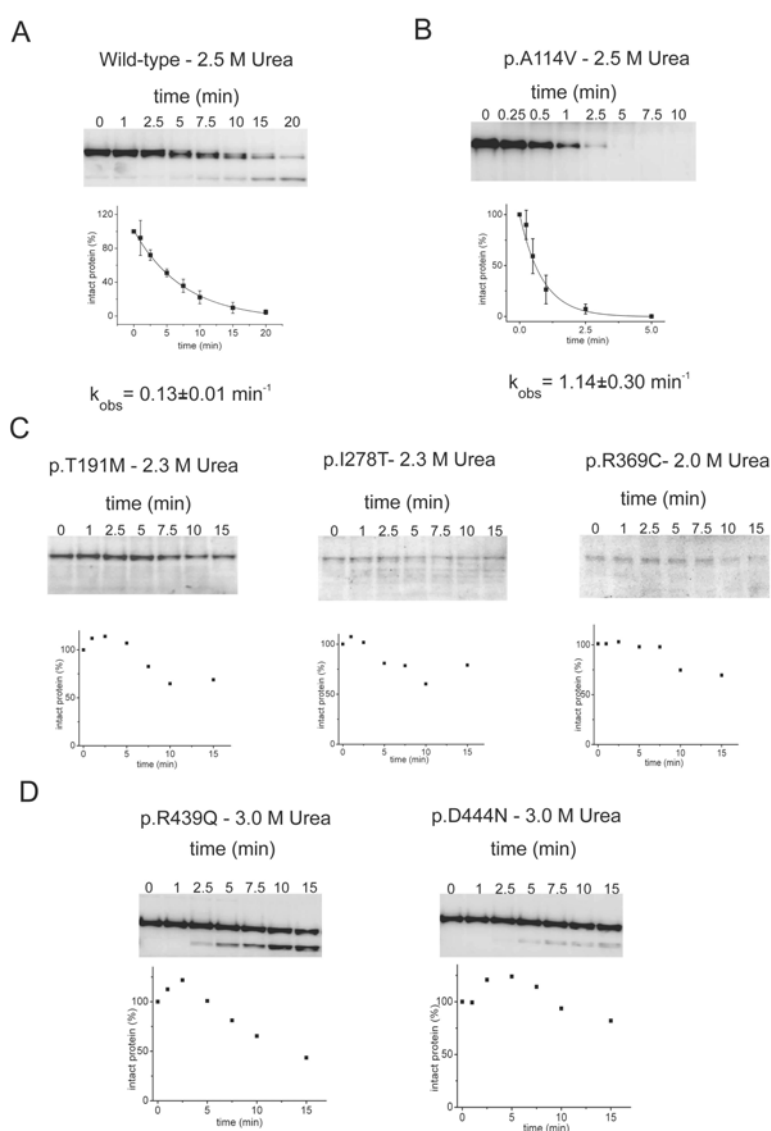 A
Wild-type - 2.5 M Urea
time (min)
0 1 2.5 5 7.5 10 15 20
120
80
40
0
intact protein (%)
0 5 10 15 20
time (min)
k_obs = 0.13±0.01 min⁻¹
B
p.A114V - 2.5 M Urea
time (min)
0 0.25 0.5 1 2.5 5 7.5 10
100
50
0
intact protein (%)
0.0 2.5 5.0
time (min)
k_obs = 1.14±0.30 min⁻¹
C
p.T191M - 2.3 M Urea
time (min)
0 1 2.5 5 7.5 10 15
100
50
0
intact protein (%)
0 5 10 15
time (min)
p.I278T- 2.3 M Urea
time (min)
0 1 2.5 5 7.5 10 15
100
50
0
intact protein (%)
0 5 10 15
time (min)
p.R369C- 2.0 M Urea
time (min)
0 1 2.5 5 7.5 10 15
100
50
0
intact protein (%)
0 5 10 15
time (min)
D
p.R439Q - 3.0 M Urea
time (min)
0 1 2.5 5 7.5 10 15
100
50
0
intact protein (%)
0 5 10 15
time (min)
p.D444N - 3.0 M Urea
time (min)
0 1 2.5 5 7.5 10 15
100
50
0
intact protein (%)
0 5 10 15
time (min)